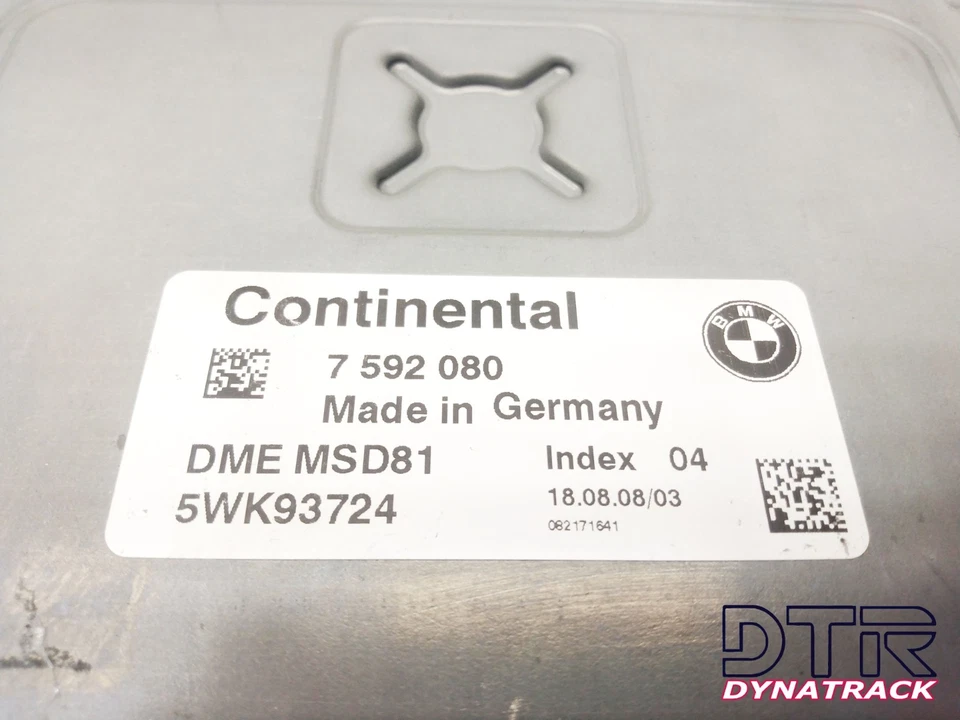 Continental
BMW
7 592 080
Made in Germany
DME MSD81 Index 04
5WK93724 18.08.08/03
082171641
DTR
DYNATRACK